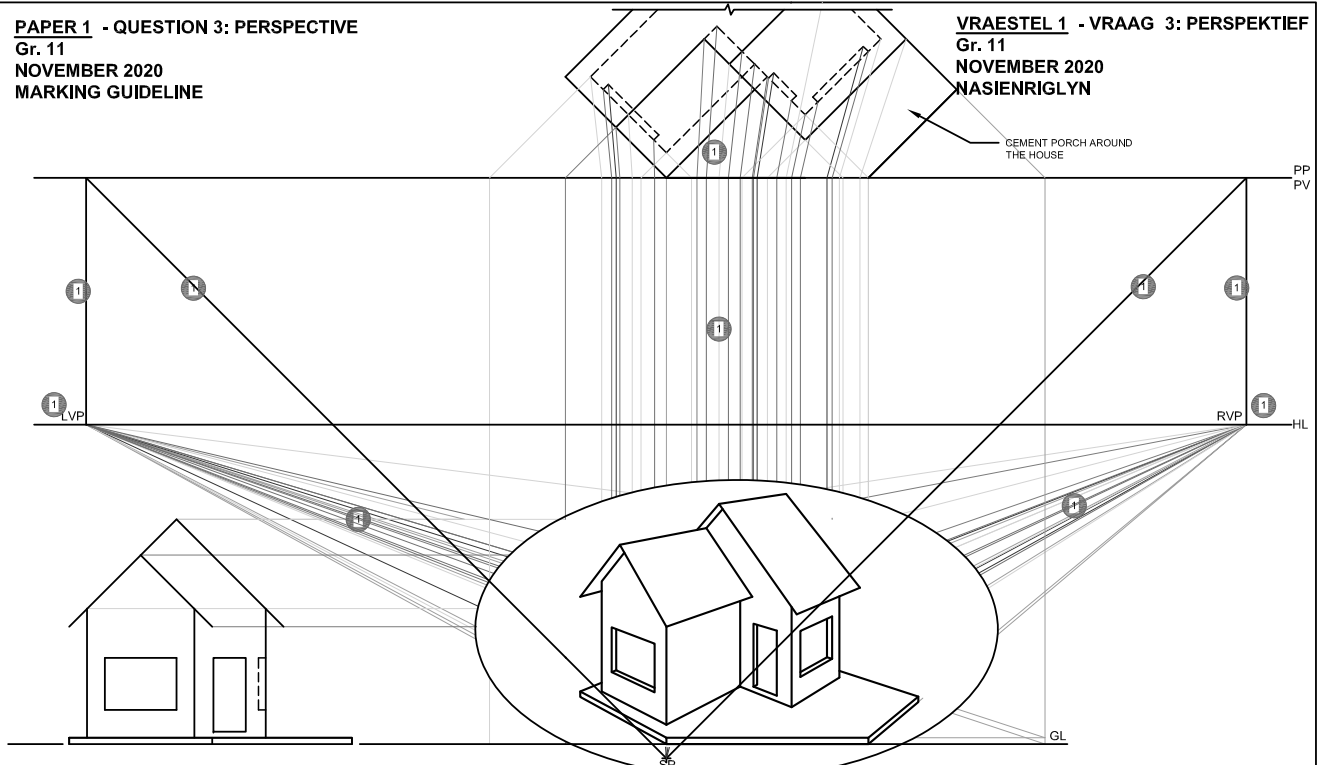 PAPER 1 - QUESTION 3: PERSPECTIVE
Gr. 11
NOVEMBER 2020
MARKING GUIDELINE
VRAESTEL 1 - VRAAG 3: PERSPEKTIEF
Gr. 11
NOVEMBER 2020
NASIENRIGLYN
CEMENT PORCH AROUND
THE HOUSE
1
PP
PV
1
1
1
1
1
1
LVP
RVP
1
HL
1
1
GL
SP